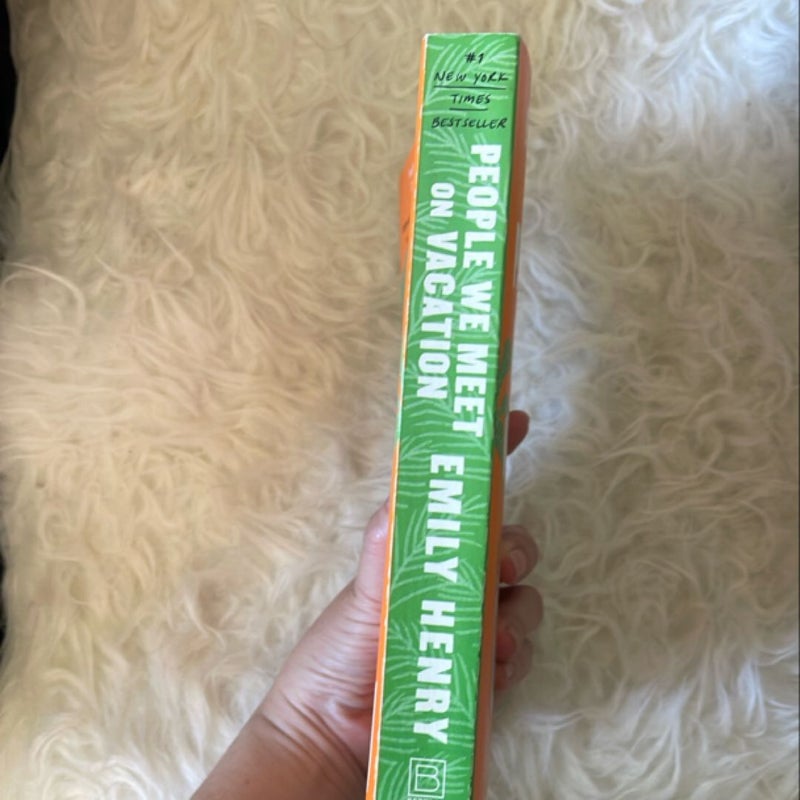 #1
NEW YORK
TIMES
BESTSELLER
PEOPLE WE MEET
ON VACATION
EMILY HENRY
B